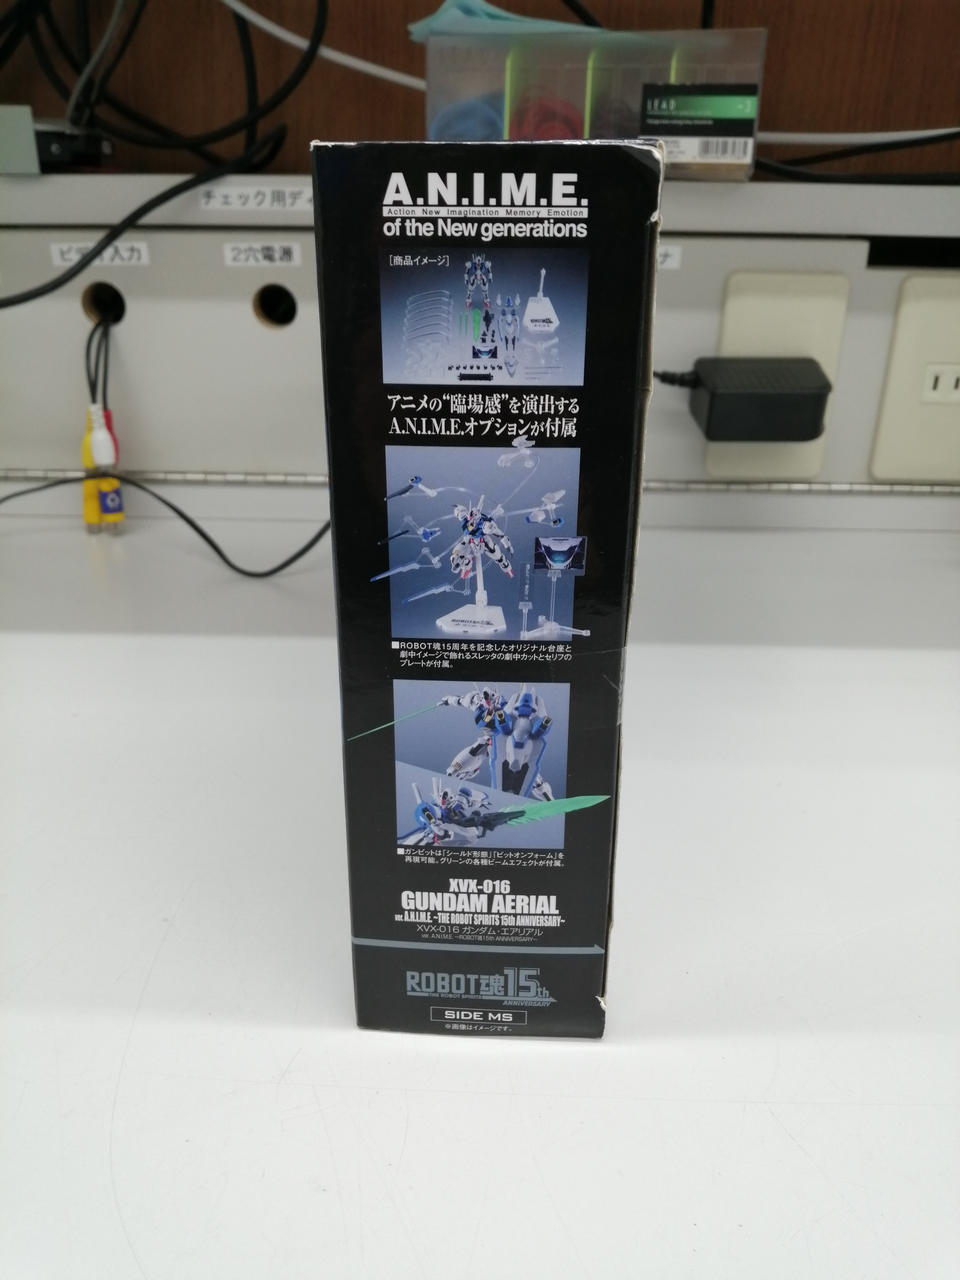 LEAD
チェック用ディ
ビデオ入力
2穴電源
ナ
A.N.I.M.E.
Action New Imagination Memory Emotion
of the New generations
[商品イメージ]
アニメの“臨場感”を演出する
A.N.I.M.E.オプションが付属
■ROBOT魂15周年を記念したオリジナル台座と
劇中イメージで飾れるスレッタの劇中カットとセリフの
プレートが付属。
■ガンビットは「シールド形態」「ビットオンフォーム」を
再現可能。グリーンの各種ビームエフェクトが付属。
XVX-016
GUNDAM AERIAL
ver. A.N.I.M.E. ~THE ROBOT SPIRITS 15th ANNIVERSARY~
XVX-016 ガンダム・エアリアル
ver. A.N.I.M.E. ~ROBOT魂 15th ANNIVERSARY~
ROBOT魂 15th
THE ROBOT SPIRITS
ANNIVERSARY
SIDE MS
※画像はイメージです。